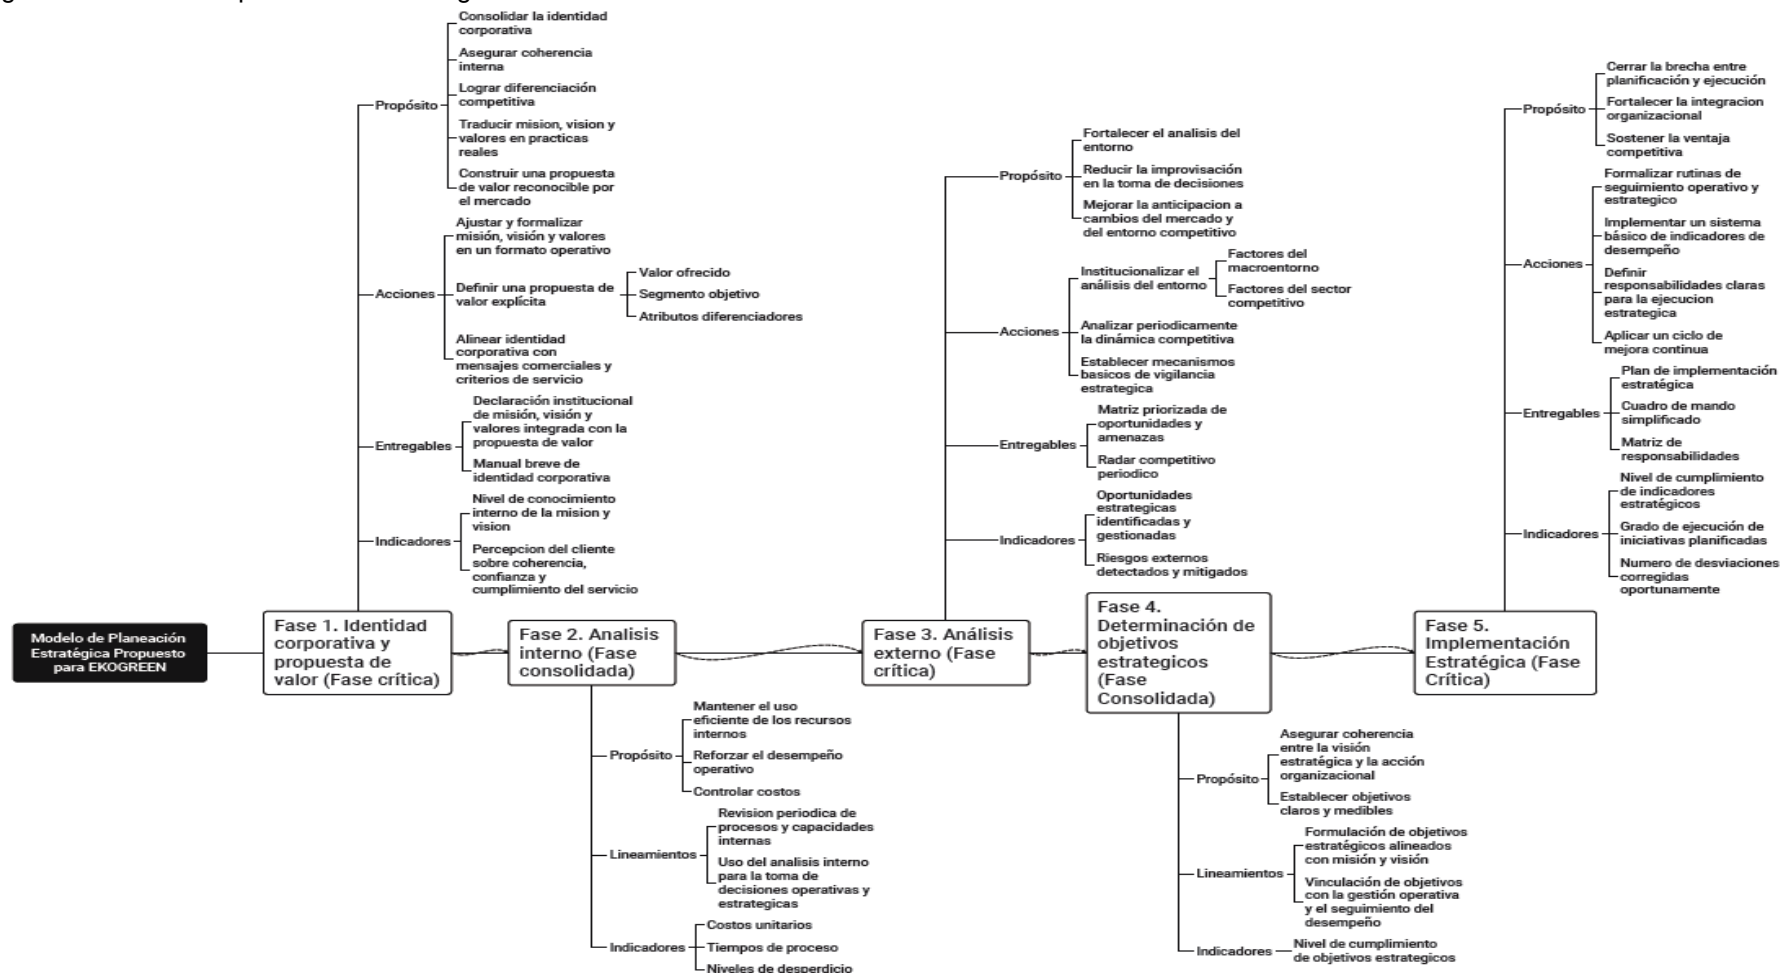 Modelo de Planeación
Estratégica Propuesto
para EKOGREEN
Fase 1. Identidad
corporativa y
propuesta de
valor (Fase crítica)
Propósito
Consolidar la identidad
corporativa
Asegurar coherencia
interna
Lograr diferenciación
competitiva
Traducir mision, vision y
valores en practicas
reales
Construir una propuesta
de valor reconocible por
el mercado
Acciones
Ajustar y formalizar
misión, visión y valores
en un formato operativo
Definir una propuesta de
valor explícita
Valor ofrecido
Segmento objetivo
Atributos diferenciadores
Alinear identidad
corporativa con
mensajes comerciales y
criterios de servicio
Entregables
Declaración institucional
de misión, visión y
valores integrada con la
propuesta de valor
Manual breve de
identidad corporativa
Indicadores
Nivel de conocimiento
interno de la mision y
vision
Percepcion del cliente
sobre coherencia,
confianza y
cumplimiento del servicio
Fase 2. Analisis
interno (Fase
consolidada)
Propósito
Mantener el uso
eficiente de los recursos
internos
Reforzar el desempeño
operativo
Controlar costos
Lineamientos
Revision periodica de
procesos y capacidades
internas
Uso del analisis interno
para la toma de
decisiones operativas y
estrategicas
Indicadores
Costos unitarios
Tiempos de proceso
Niveles de desperdicio
Fase 3. Análisis
externo (Fase
crítica)
Propósito
Fortalecer el analisis del
entorno
Reducir la improvisación
en la toma de decisiones
Mejorar la anticipacion a
cambios del mercado y
del entorno competitivo
Acciones
Institucionalizar el
análisis del entorno
Factores del
macroentorno
Factores del sector
competitivo
Analizar periodicamente
la dinámica competitiva
Establecer mecanismos
basicos de vigilancia
estrategica
Entregables
Matriz priorizada de
oportunidades y
amenazas
Radar competitivo
periodico
Indicadores
Oportunidades
estrategicas
identificadas y
gestionadas
Riesgos externos
detectados y mitigados
Fase 4.
Determinación de
objetivos
estrategicos
(Fase
Consolidada)
Propósito
Asegurar coherencia
entre la visión
estratégica y la acción
organizacional
Establecer objetivos
claros y medibles
Lineamientos
Formulación de objetivos
estratégicos alineados
con misión y visión
Vinculación de objetivos
con la gestión operativa
y el seguimiento del
desempeño
Indicadores
Nivel de cumplimiento
de objetivos estrategicos
Fase 5.
Implementación
Estratégica (Fase
Crítica)
Propósito
Cerrar la brecha entre
planificación y ejecución
Fortalecer la integracion
organizacional
Sostener la ventaja
competitiva
Acciones
Formalizar rutinas de
seguimiento operativo y
estrategico
Implementar un sistema
básico de indicadores de
desempeño
Definir
responsabilidades claras
para la ejecucion
estrategica
Aplicar un ciclo de
mejora continua
Entregables
Plan de implementación
estratégica
Cuadro de mando
simplificado
Matriz de
responsabilidades
Indicadores
Nivel de cumplimiento
de indicadores
estratégicos
Grado de ejecución de
iniciativas planificadas
Numero de desviaciones
corregidas
oportunamente